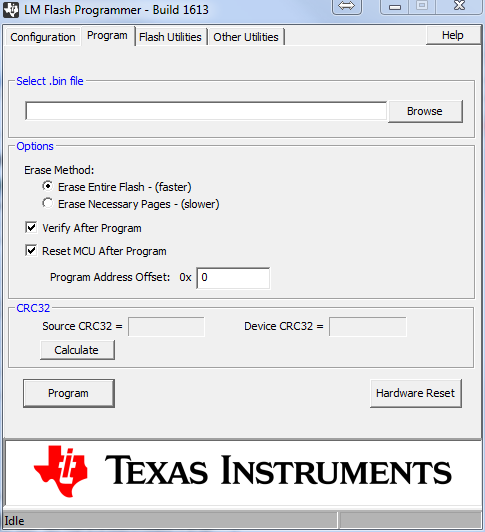 LM Flash Programmer - Build 1613
Configuration Program Flash Utilities Other Utilities Help
Select .bin file
Browse
Options
Erase Method:
Erase Entire Flash - (faster)
Erase Necessary Pages - (slower)
Verify After Program
Reset MCU After Program
Program Address Offset: 0x 0
CRC32
Source CRC32 = Device CRC32 =
Calculate
Program Hardware Reset
TEXAS INSTRUMENTS
Idle